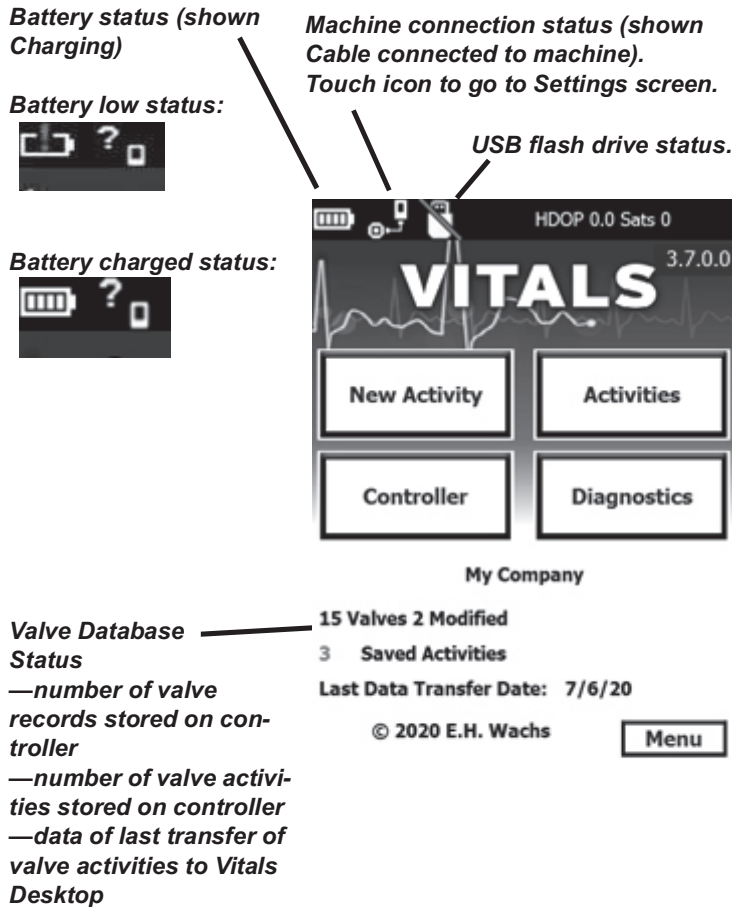 Battery status (shown
Charging)
Machine connection status (shown
Cable connected to machine).
Touch icon to go to Settings screen.
Battery low status:
?
USB flash drive status.
HDOP 0.0 Sats 0
Battery charged status:
?
3.7.0.0
VITALS
New Activity
Activities
Controller
Diagnostics
My Company
15 Valves 2 Modified
3 Saved Activities
Last Data Transfer Date: 7/6/20
© 2020 E.H. Wachs
Menu
Valve Database
Status
—number of valve
records stored on con-
troller
—number of valve activi-
ties stored on controller
—data of last transfer of
valve activities to Vitals
Desktop